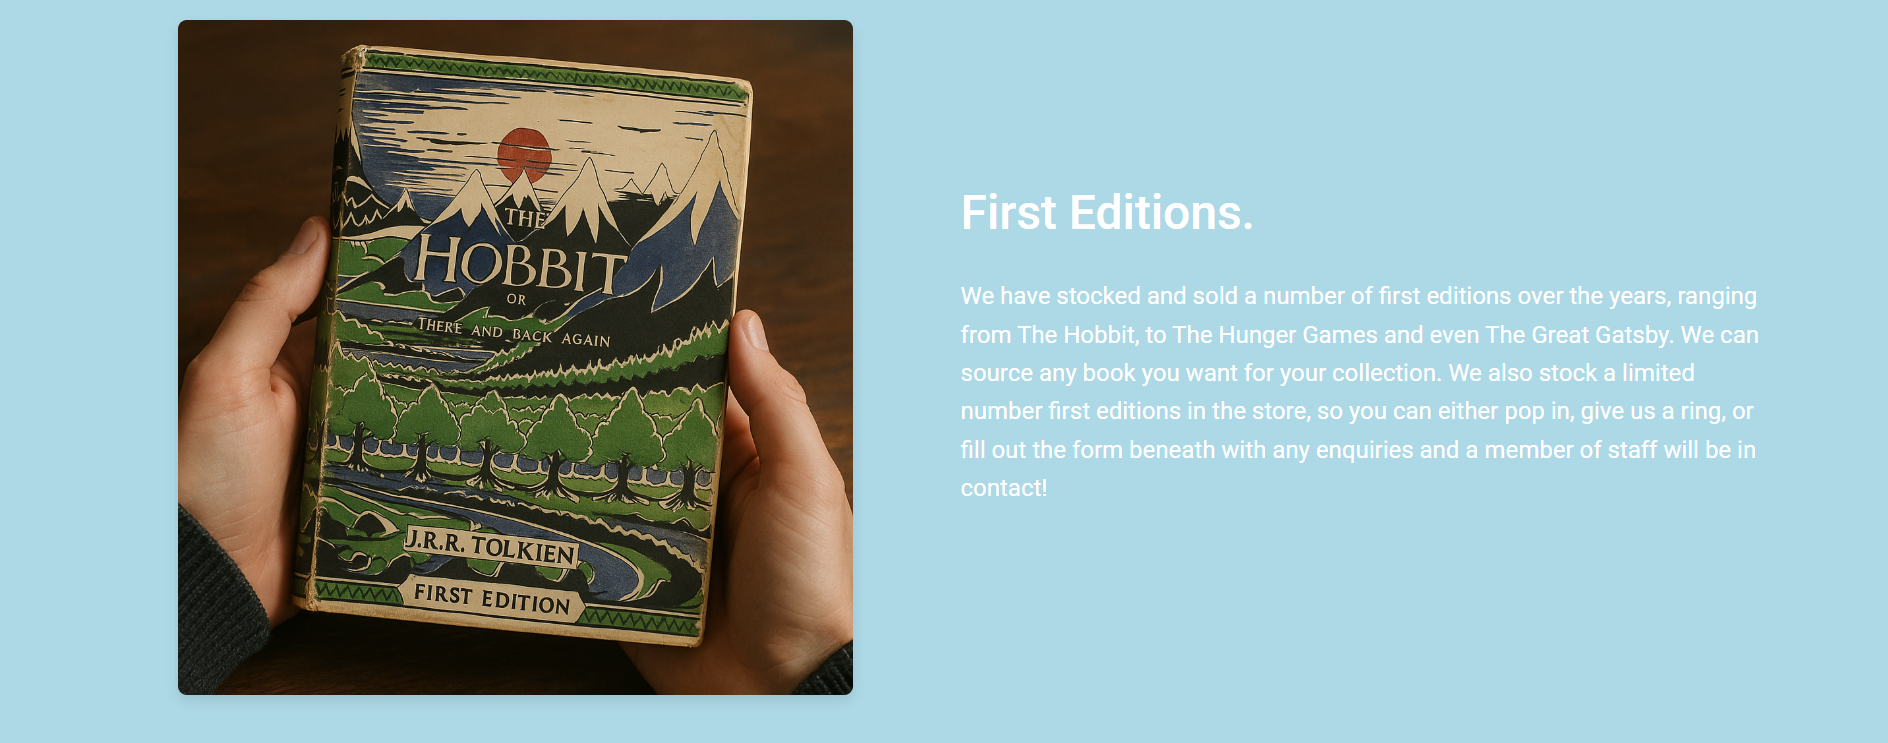 THE
HOBBIT
OR
THERE AND BACK AGAIN
J.R.R. TOLKIEN
FIRST EDITION
First Editions.
We have stocked and sold a number of first editions over the years, ranging
from The Hobbit, to The Hunger Games and even The Great Gatsby. We can
source any book you want for your collection. We also stock a limited
number first editions in the store, so you can either pop in, give us a ring, or
fill out the form beneath with any enquiries and a member of staff will be in
contact!